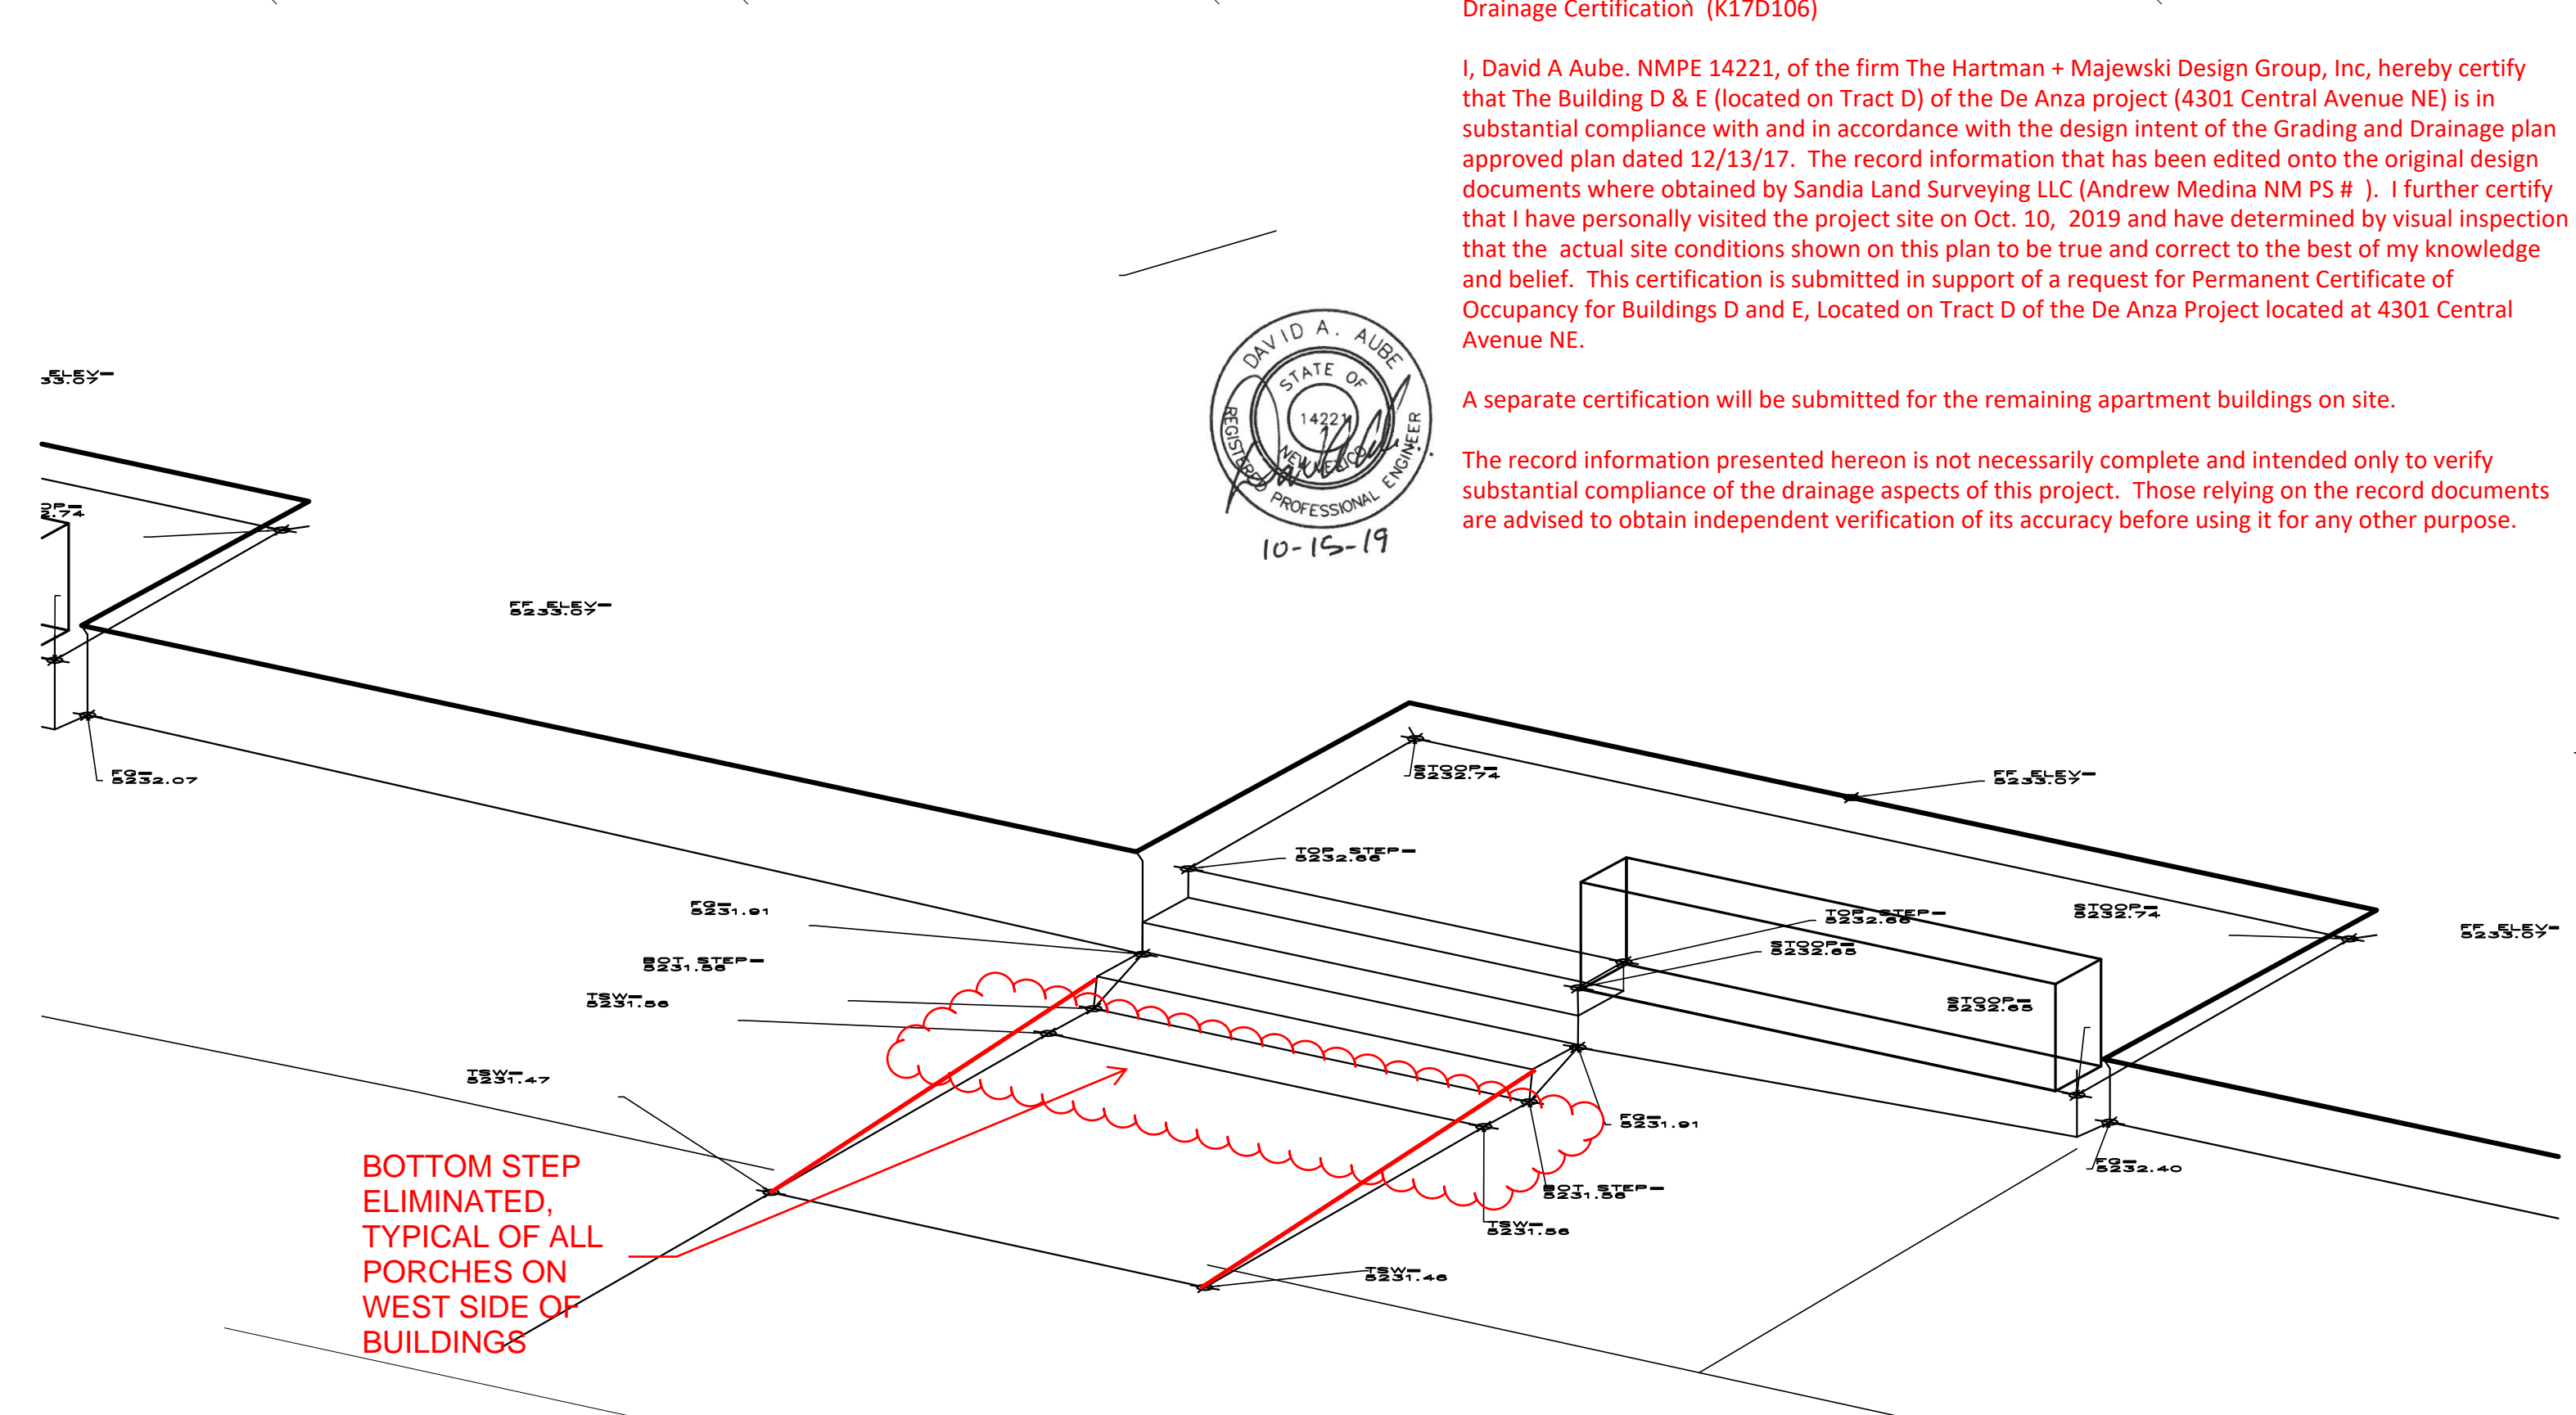 Drainage Certification (K17D106)
I, David A Aube. NMPE 14221, of the firm The Hartman + Majewski Design Group, Inc, hereby certify
that The Building D & E (located on Tract D) of the De Anza project (4301 Central Avenue NE) is in
substantial compliance with and in accordance with the design intent of the Grading and Drainage plan
approved plan dated 12/13/17. The record information that has been edited onto the original design
documents where obtained by Sandia Land Surveying LLC (Andrew Medina NM PS # ). I further certify
that I have personally visited the project site on Oct. 10, 2019 and have determined by visual inspection
that the actual site conditions shown on this plan to be true and correct to the best of my knowledge
and belief. This certification is submitted in support of a request for Permanent Certificate of
Occupancy for Buildings D and E, Located on Tract D of the De Anza Project located at 4301 Central
Avenue NE.
A separate certification will be submitted for the remaining apartment buildings on site.
The record information presented hereon is not necessarily complete and intended only to verify
substantial compliance of the drainage aspects of this project. Those relying on the record documents
are advised to obtain independent verification of its accuracy before using it for any other purpose.
DAVID A. AUBE
STATE OF
14221
NEW MEXICO
REGISTERED PROFESSIONAL ENGINEER
10-15-19
ELEV=
33.07
OP=
2.74
FF ELEV=
5233.07
FG=
5232.07
STOOP=
5232.74
FF ELEV=
5233.07
TOP STEP=
5232.66
FG=
5231.91
TOP STEP=
5232.66
STOOP=
5232.74
FF ELEV=
5233.07
STOOP=
5232.65
BOT STEP=
5231.56
TSW=
5231.56
STOOP=
5232.65
TSW=
5231.47
FG=
5231.91
FG=
5232.40
BOT STEP=
5231.56
TSW=
5231.56
TSW=
5231.46
BOTTOM STEP
ELIMINATED,
TYPICAL OF ALL
PORCHES ON
WEST SIDE OF
BUILDINGS